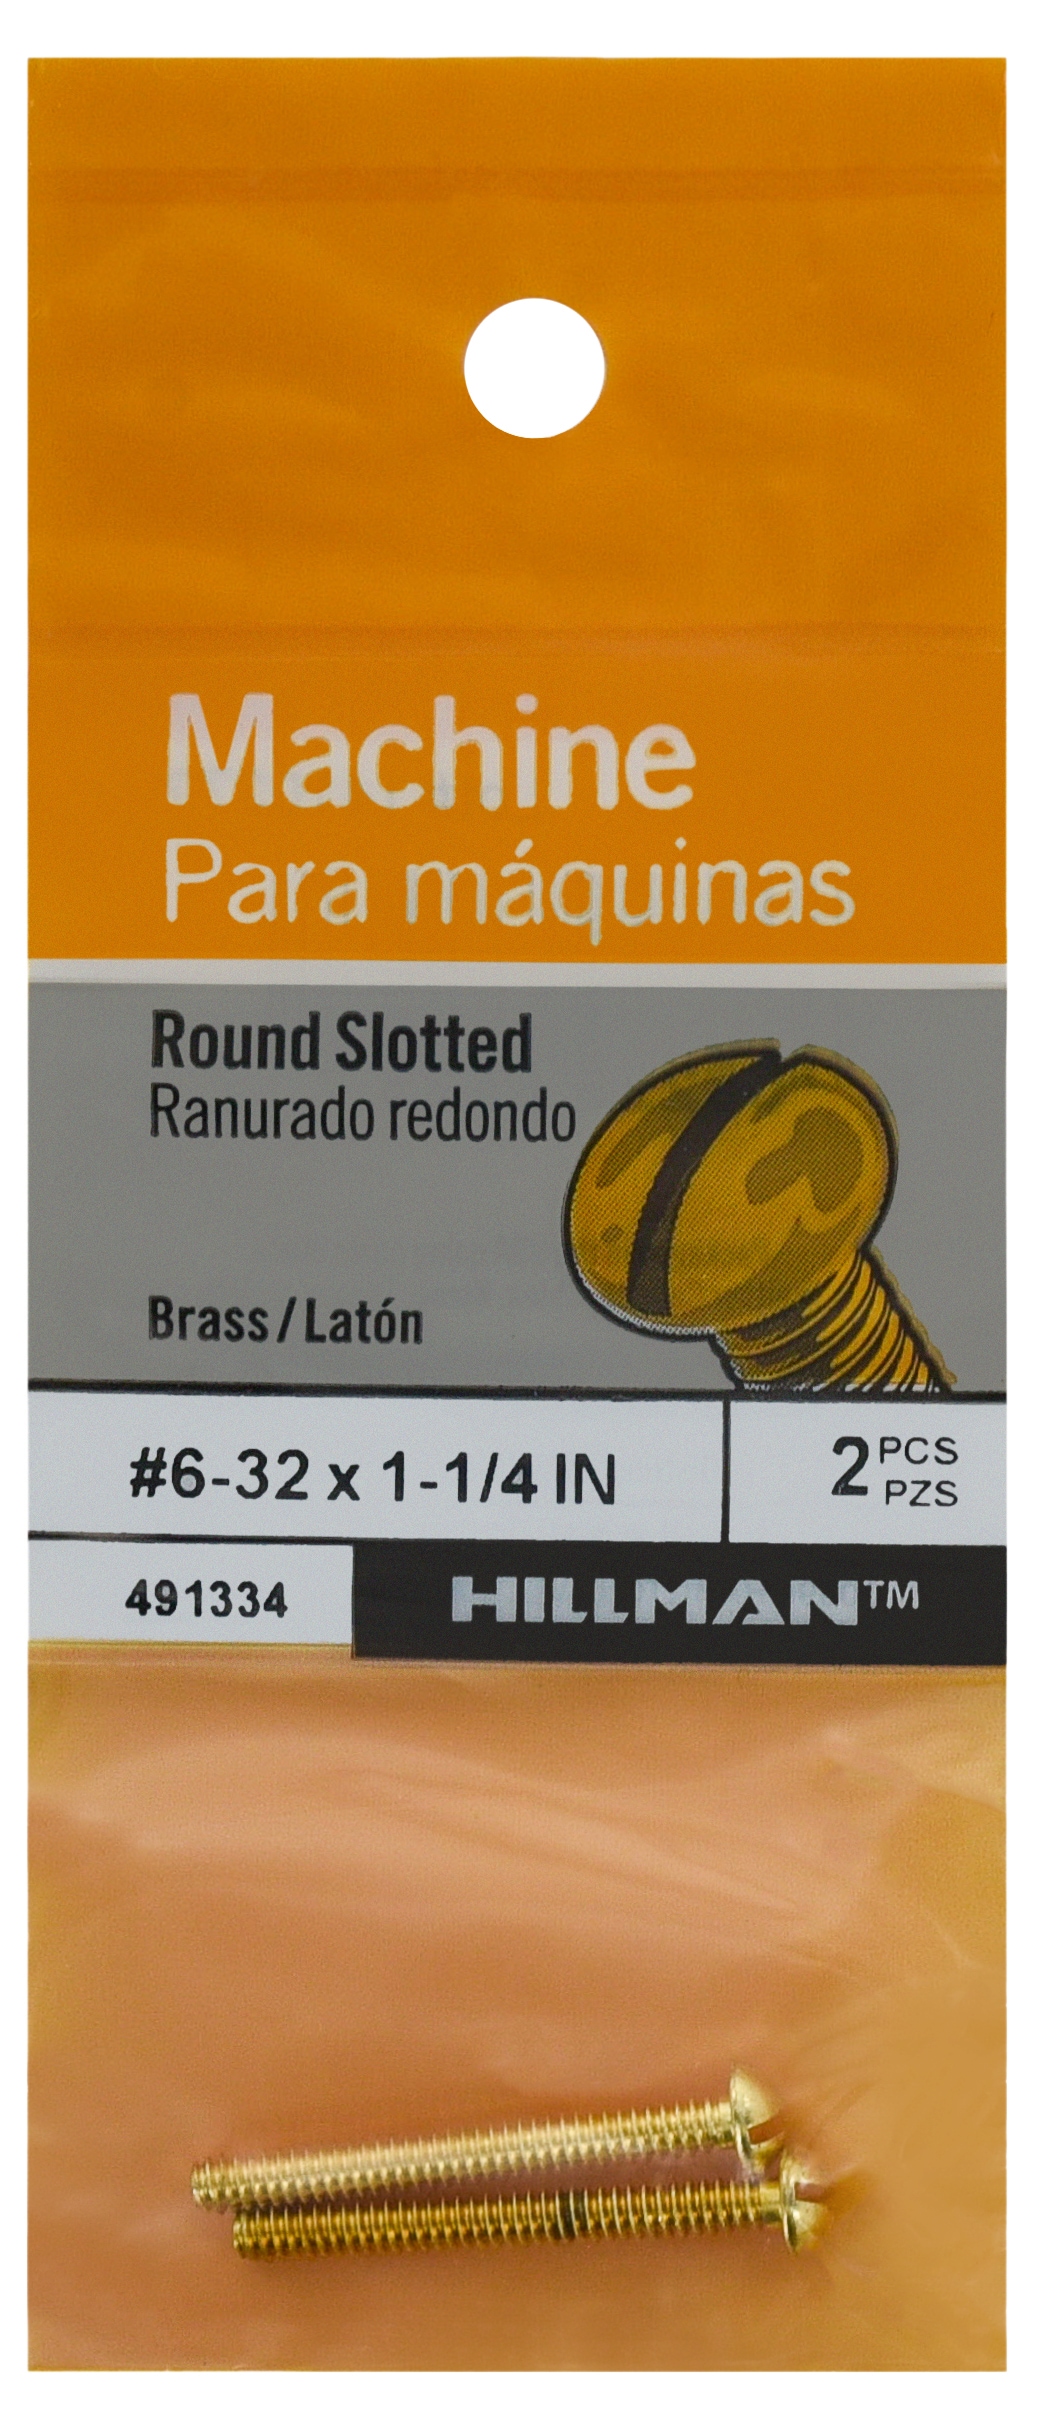 Machine
Para máquinas
Round Slotted
Ranurado redondo
Brass / Latón
#6-32 x 1-1/4 IN
2 PCS
PZS
491334
HILLMAN™